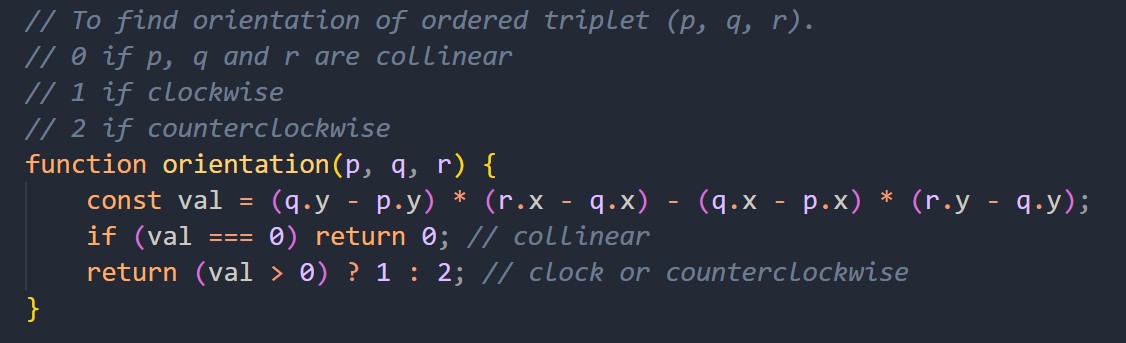 // To find orientation of ordered triplet (p, q, r).
// 0 if p, q and r are collinear
// 1 if clockwise
// 2 if counterclockwise
function orientation(p, q, r) {
    const val = (q.y - p.y) * (r.x - q.x) - (q.x - p.x) * (r.y - q.y);
    if (val === 0) return 0; // collinear
    return (val > 0) ? 1 : 2; // clock or counterclockwise
}